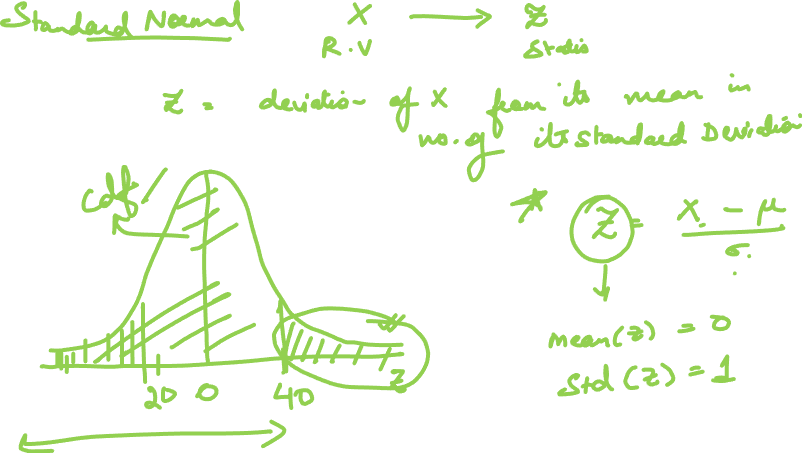 Standard Normal
X → Z
R.V Statis
Z = deviation of X from its mean in
no. of its standard Deviation
cdf
Z = X - μ / σ
mean(z) = 0
std(z) = 1
20 0 40 Z